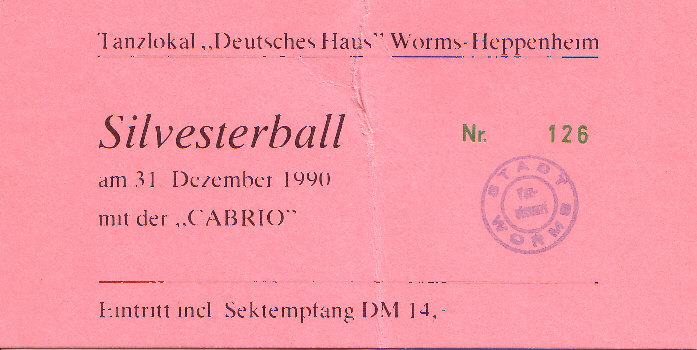 Tanzlokal „Deutsches Haus” Worms-Heppenheim
Silvesterball
Nr. 126
am 31. Dezember 1990
mit der „CABRIO”
STADT
WORMS
Eintritt incl. Sektempfang DM 14,-